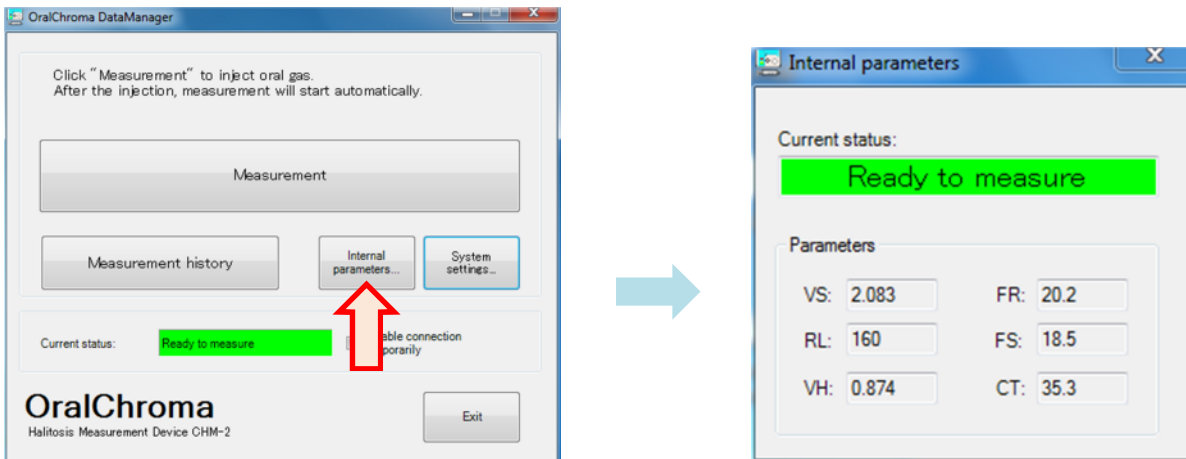 OralChroma DataManager
Click "Measurement" to inject oral gas.
After the injection, measurement will start automatically.
Measurement
Measurement history
Internal
parameters...
System
settings...
Current status:
Ready to measure
able connection
porarily
OralChroma
Halitosis Measurement Device CHM-2
Exit
Internal parameters
Current status:
Ready to measure
Parameters
VS: 2.083
FR: 20.2
RL: 160
FS: 18.5
VH: 0.874
CT: 35.3